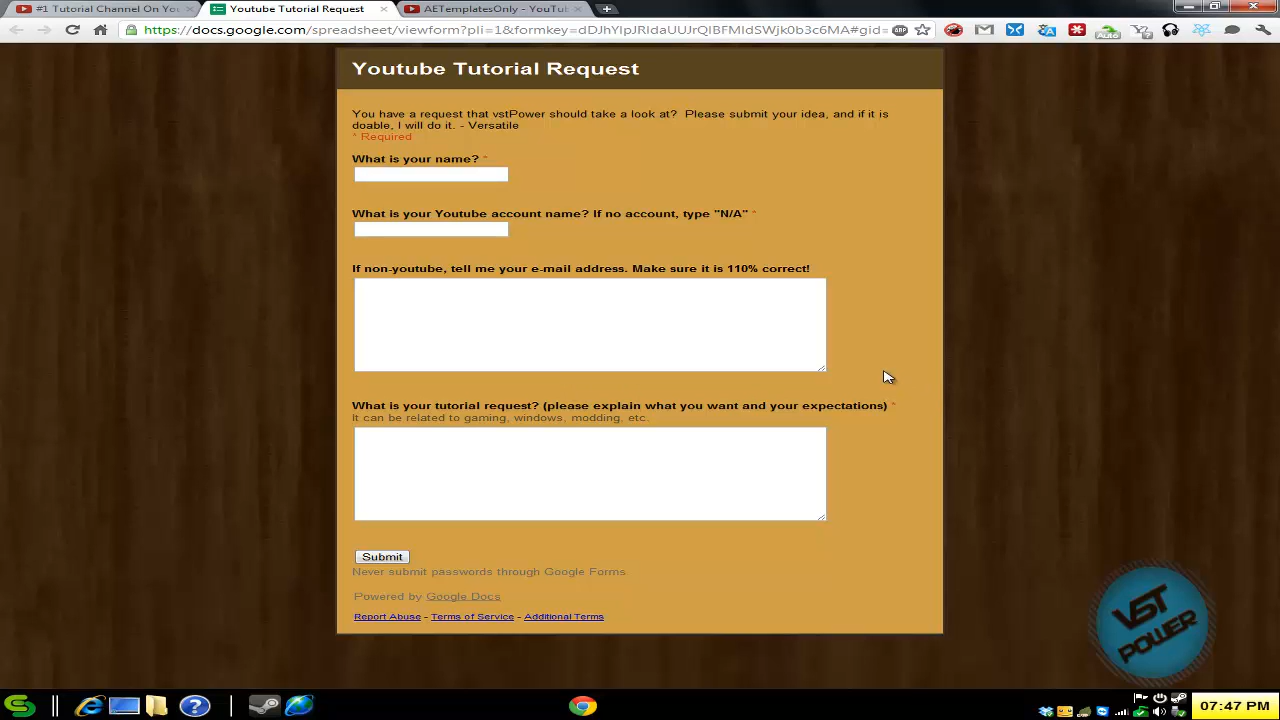 #1 Tutorial Channel On You
Youtube Tutorial Request
AETemplatesOnly - YouTub
https://docs.google.com/spreadsheet/viewform?pli=1&formkey=
Youtube Tutorial Request
You have a request that vstPower should take a look at? Please submit your idea, and if it is
doable, I will do it. - Versatile
* Required
What is your name? *
What is your Youtube account name? If no account, type "N/A" *
If non-youtube, tell me your e-mail address. Make sure it is 110% correct!
What is your tutorial request? (please explain what you want and your expectations) *
It can be related to gaming, windows, modding, etc.
Submit
Never submit passwords through Google Forms
Powered by Google Docs
Report Abuse - Terms of Service - Additional Terms
VST
POWER
07:47 PM